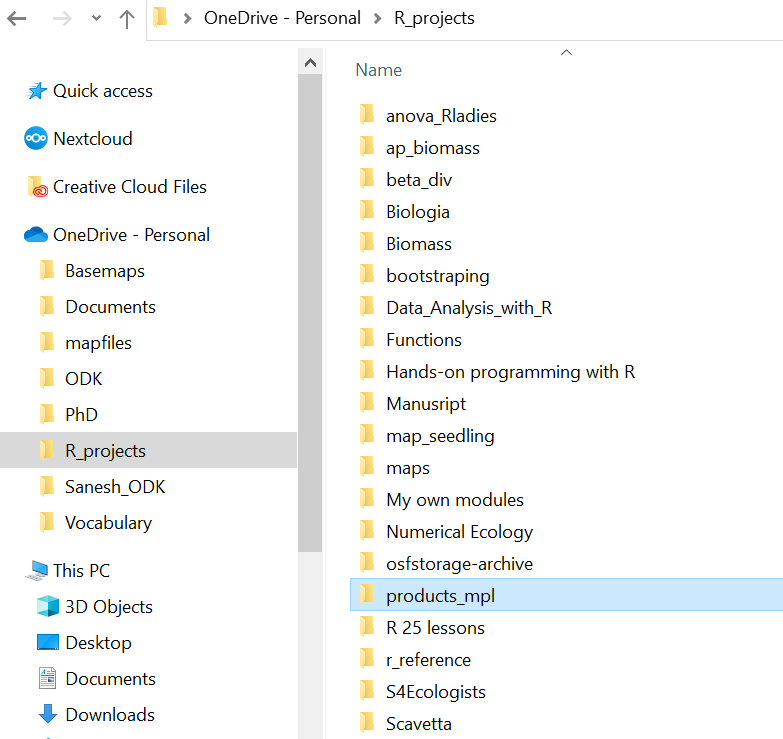 OneDrive - Personal > R_projects
Quick access
Nextcloud
Creative Cloud Files
OneDrive - Personal
Basemaps
Documents
mapfiles
ODK
PhD
R_projects
Sanesh_ODK
Vocabulary
This PC
3D Objects
Desktop
Documents
Downloads
Name
anova_Rladies
ap_biomass
beta_div
Biologia
Biomass
bootstraping
Data_Analysis_with_R
Functions
Hands-on programming with R
Manusript
map_seedling
maps
My own modules
Numerical Ecology
osfstorage-archive
products_mpl
R 25 lessons
r_reference
S4Ecologists
Scavetta